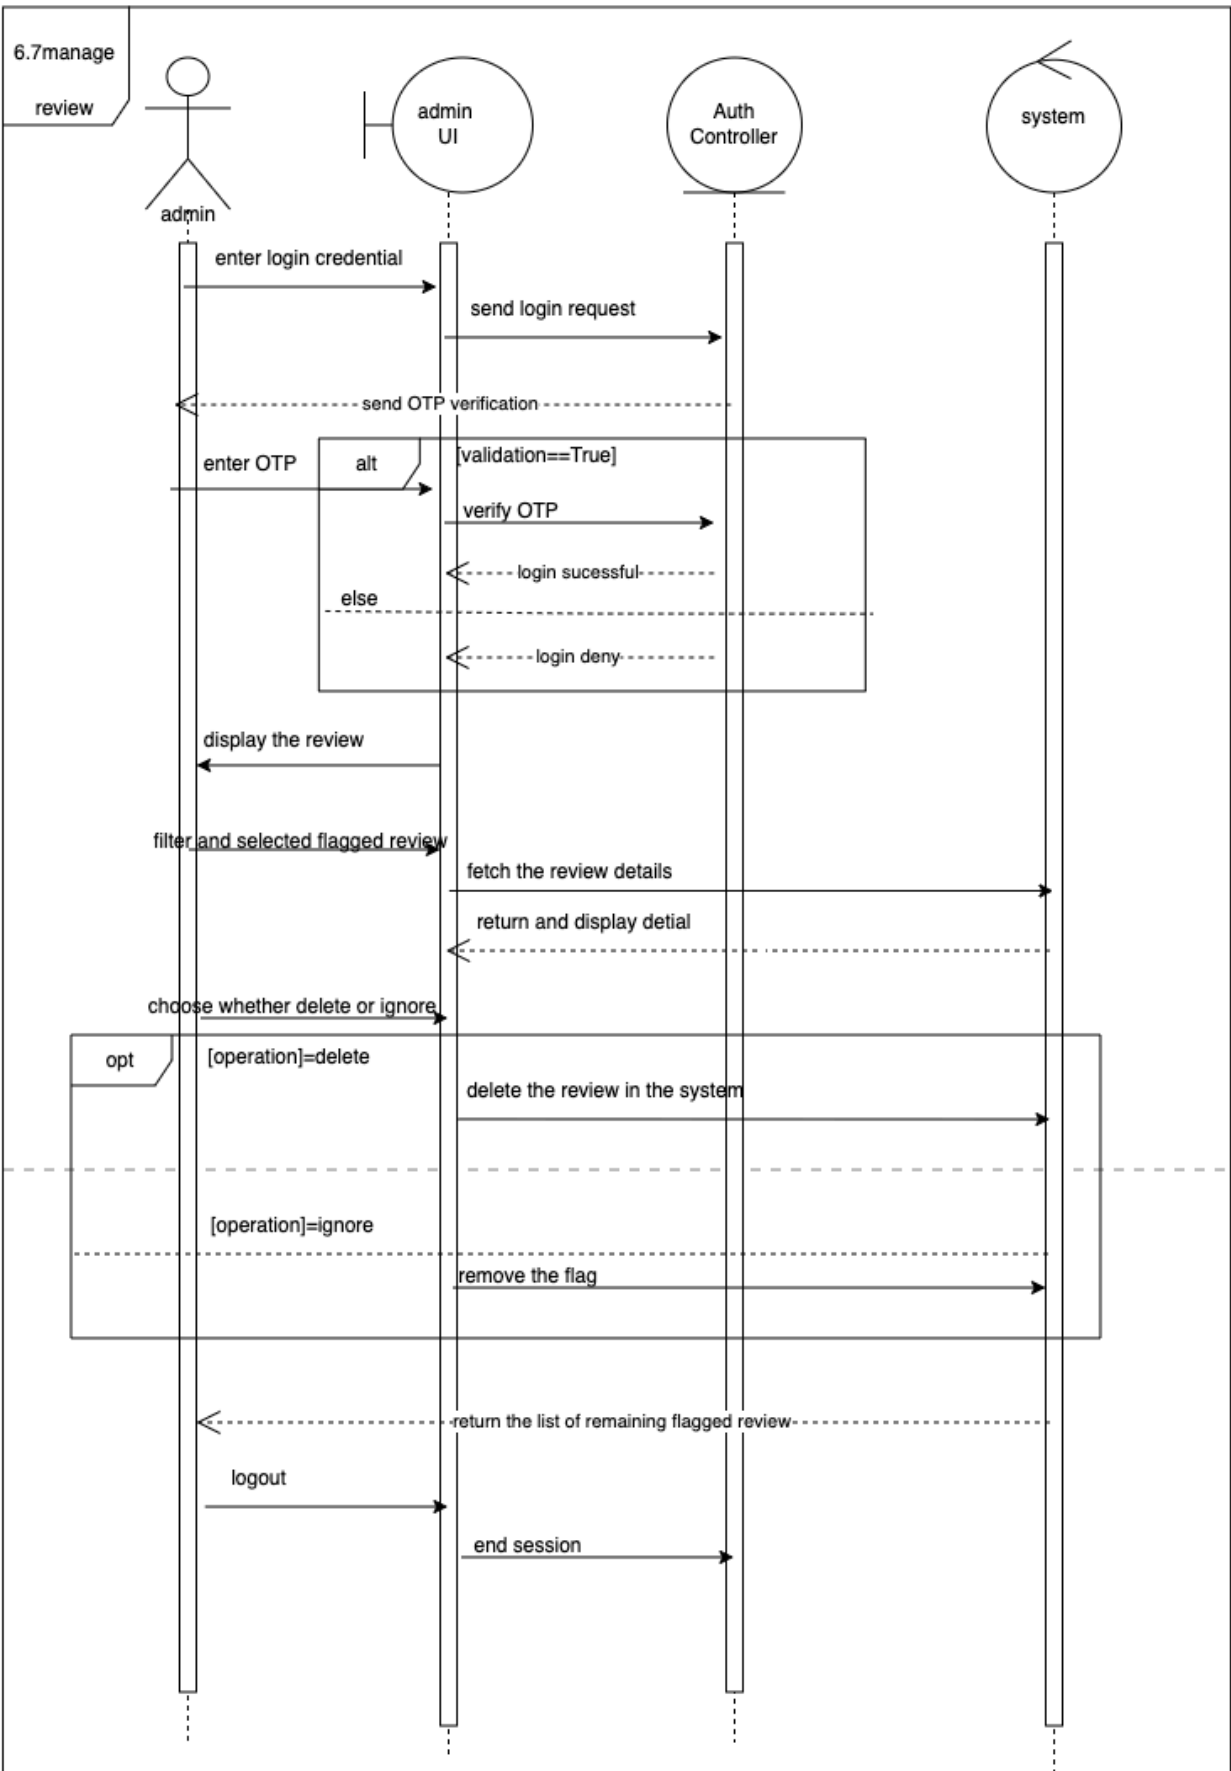 6.7manage
review
admin
admin
UI
Auth
Controller
system
enter login credential
send login request
send OTP verification
enter OTP
alt
[validation==True]
verify OTP
login sucessful
else
login deny
display the review
filter and selected flagged review
fetch the review details
return and display detial
choose whether delete or ignore
opt
[operation]=delete
delete the review in the system
[operation]=ignore
remove the flag
return the list of remaining flagged review
logout
end session